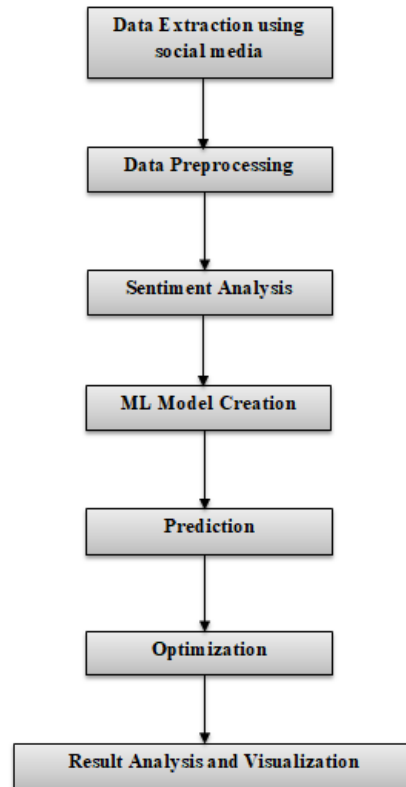 Data Extraction using
social media
Data Preprocessing
Sentiment Analysis
ML Model Creation
Prediction
Optimization
Result Analysis and Visualization